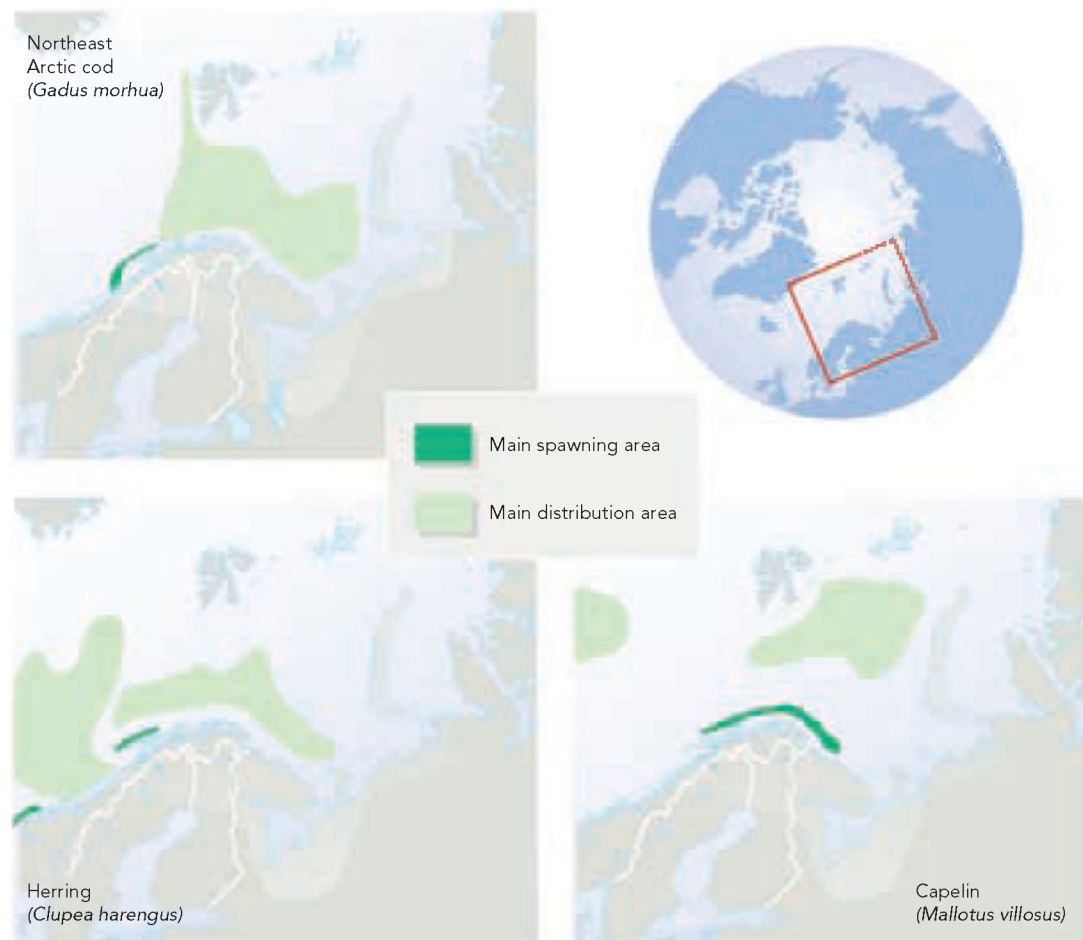 Northeast
Arctic cod
(Gadus morhua)
Main spawning area
Main distribution area
Herring
(Clupea harengus)
Capelin
(Mallotus villosus)